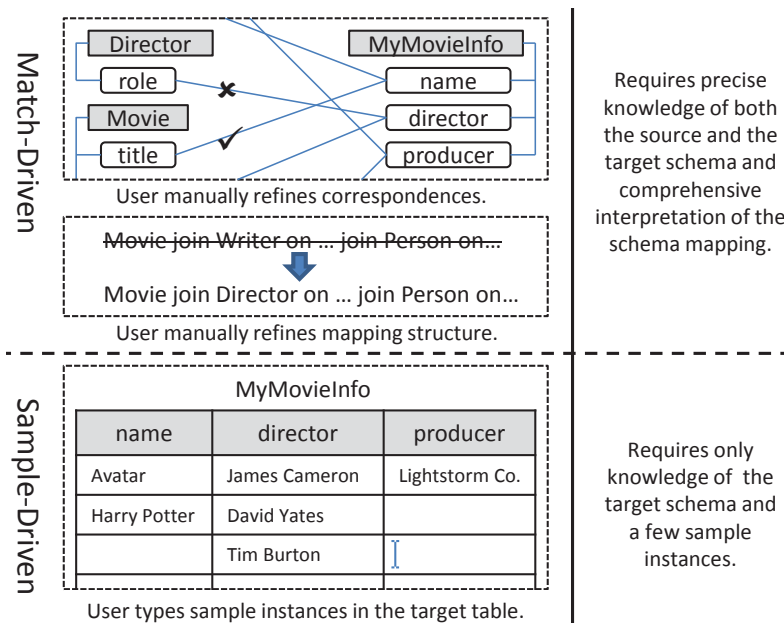 Match-Driven
Director
MyMovieInfo
role
name
Movie
director
title
producer
User manually refines correspondences.
Movie join Writer on ... join Person on...
Movie join Director on ... join Person on...
User manually refines mapping structure.
Requires precise
knowledge of both
the source and the
target schema and
comprehensive
interpretation of the
schema mapping.
Sample-Driven
MyMovieInfo
name director producer
Avatar James Cameron Lightstorm Co.
Harry Potter David Yates
Tim Burton
User types sample instances in the target table.
Requires only
knowledge of the
target schema and
a few sample
instances.